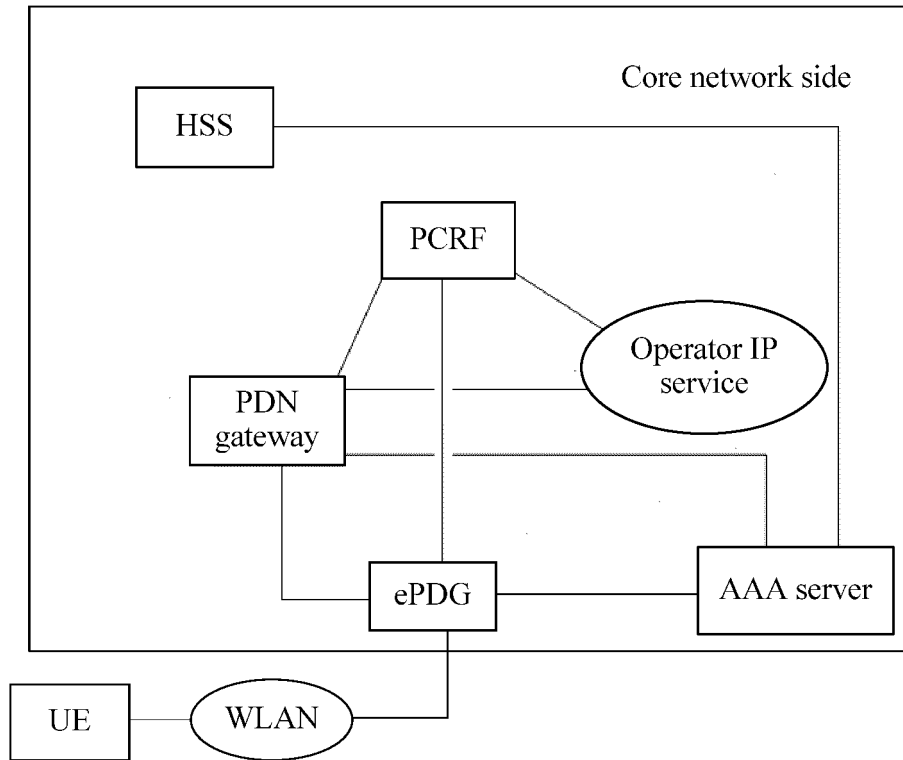 Core network side
HSS
PCRF
Operator IP
service
PDN
gateway
ePDG
AAA server
UE
WLAN